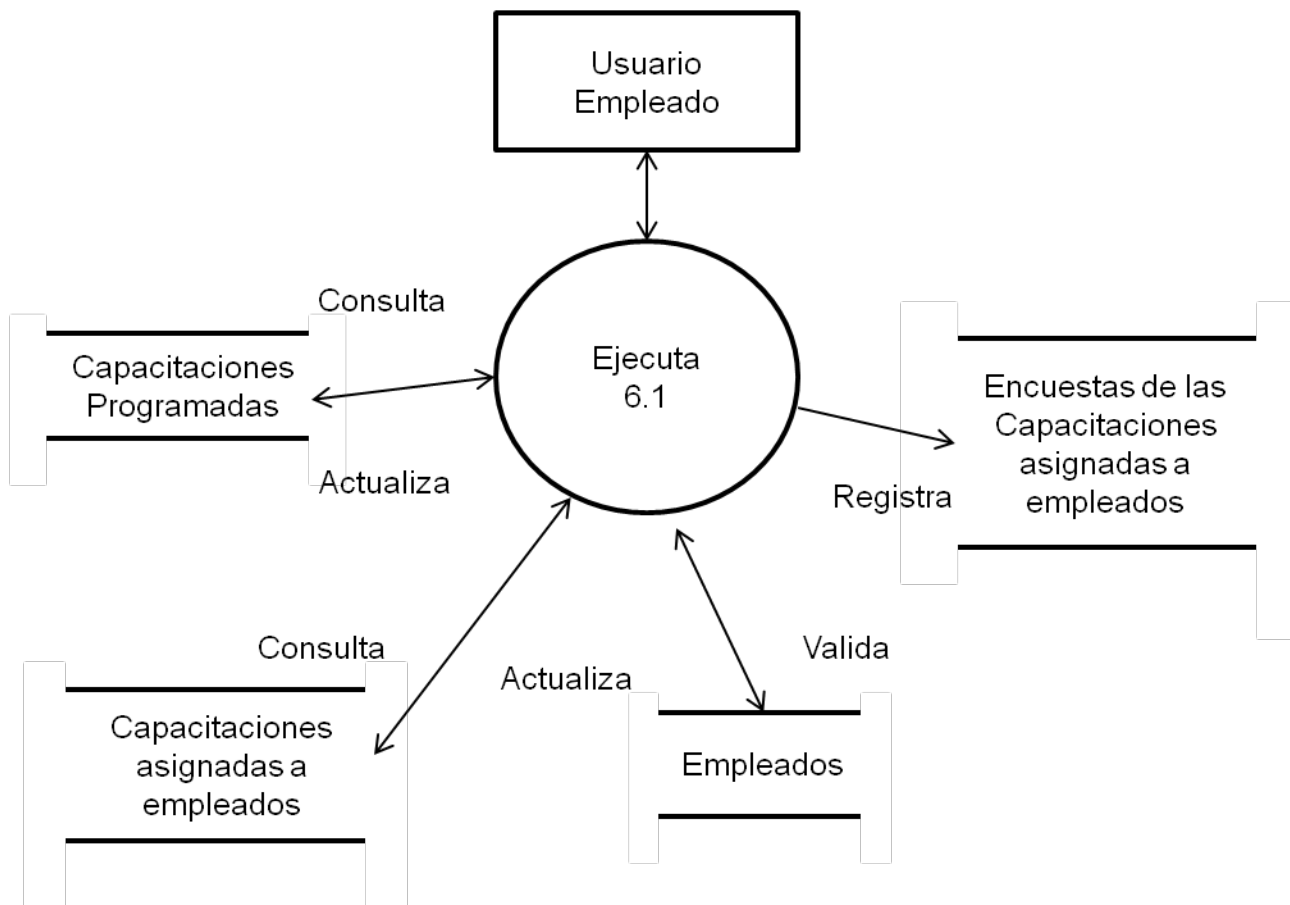 Usuario
Empleado
Consulta
Capacitaciones
Programadas
Actualiza
Ejecuta
6.1
Encuestas de las
Capacitaciones
asignadas a
empleados
Registra
Consulta
Capacitaciones
asignadas a
empleados
Actualiza
Valida
Empleados